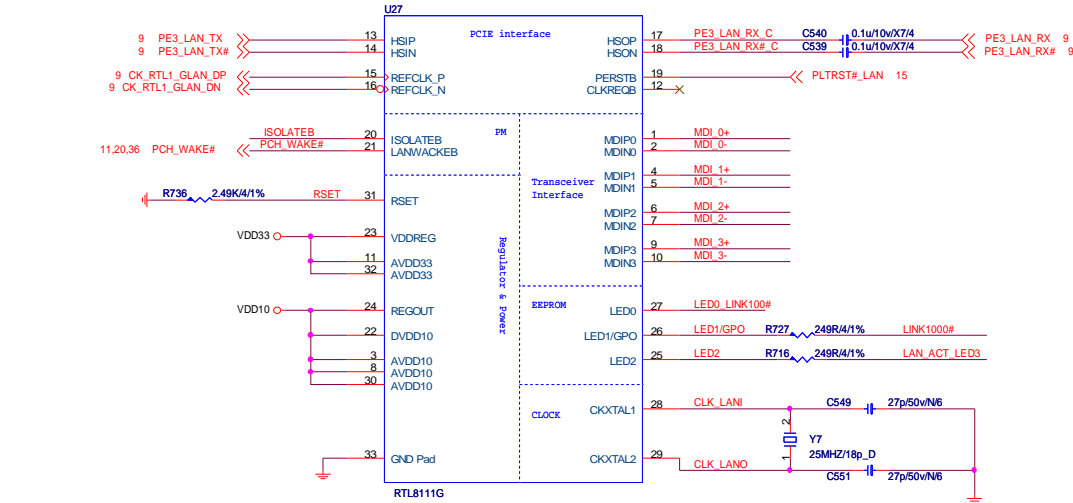 U27
PCIE interface
9 PE3_LAN_TX 13 HSIP
9 PE3_LAN_TX# 14 HSIN
9 CK_RTL1_GLAN_DP 15 REFCLK_P
9 CK_RTL1_GLAN_DN 16 REFCLK_N
HSOP 17 PE3_LAN_RX_C C540 0.1u/10v/X7/4 PE3_LAN_RX 9
HSON 18 PE3_LAN_RX#_C C539 0.1u/10v/X7/4 PE3_LAN_RX# 9
PERSTB 19 PLTRST#_LAN 15
CLKREQB 12
PM
ISOLATEB 20 ISOLATEB
11,20,36 PCH_WAKE# PCH_WAKE# 21 LANWACKEB
Transceiver
Interface
MDIP0 1 MDI_0+
MDIN0 2 MDI_0-
MDIP1 4 MDI_1+
MDIN1 5 MDI_1-
MDIP2 6 MDI_2+
MDIN2 7 MDI_2-
MDIP3 9 MDI_3+
MDIN3 10 MDI_3-
R736 2.49K/4/1% RSET 31 RSET
Regulator & Power
VDD33 23 VDDREG
11 AVDD33
32 AVDD33
VDD10 24 REGOUT
22 DVDD10
3 AVDD10
8 AVDD10
30 AVDD10
EEPROM
LED0 27 LED0_LINK100#
LED1/GPO 26 LED1/GPO R727 249R/4/1% LINK1000#
LED2 25 LED2 R716 249R/4/1% LAN_ACT_LED3
CLOCK
CKXTAL1 28 CLK_LANI C549 27p/50v/N/6
2
Y7
25MHZ/18p_D
1
CKXTAL2 29 CLK_LANO C551 27p/50v/N/6
33 GND Pad
RTL8111G